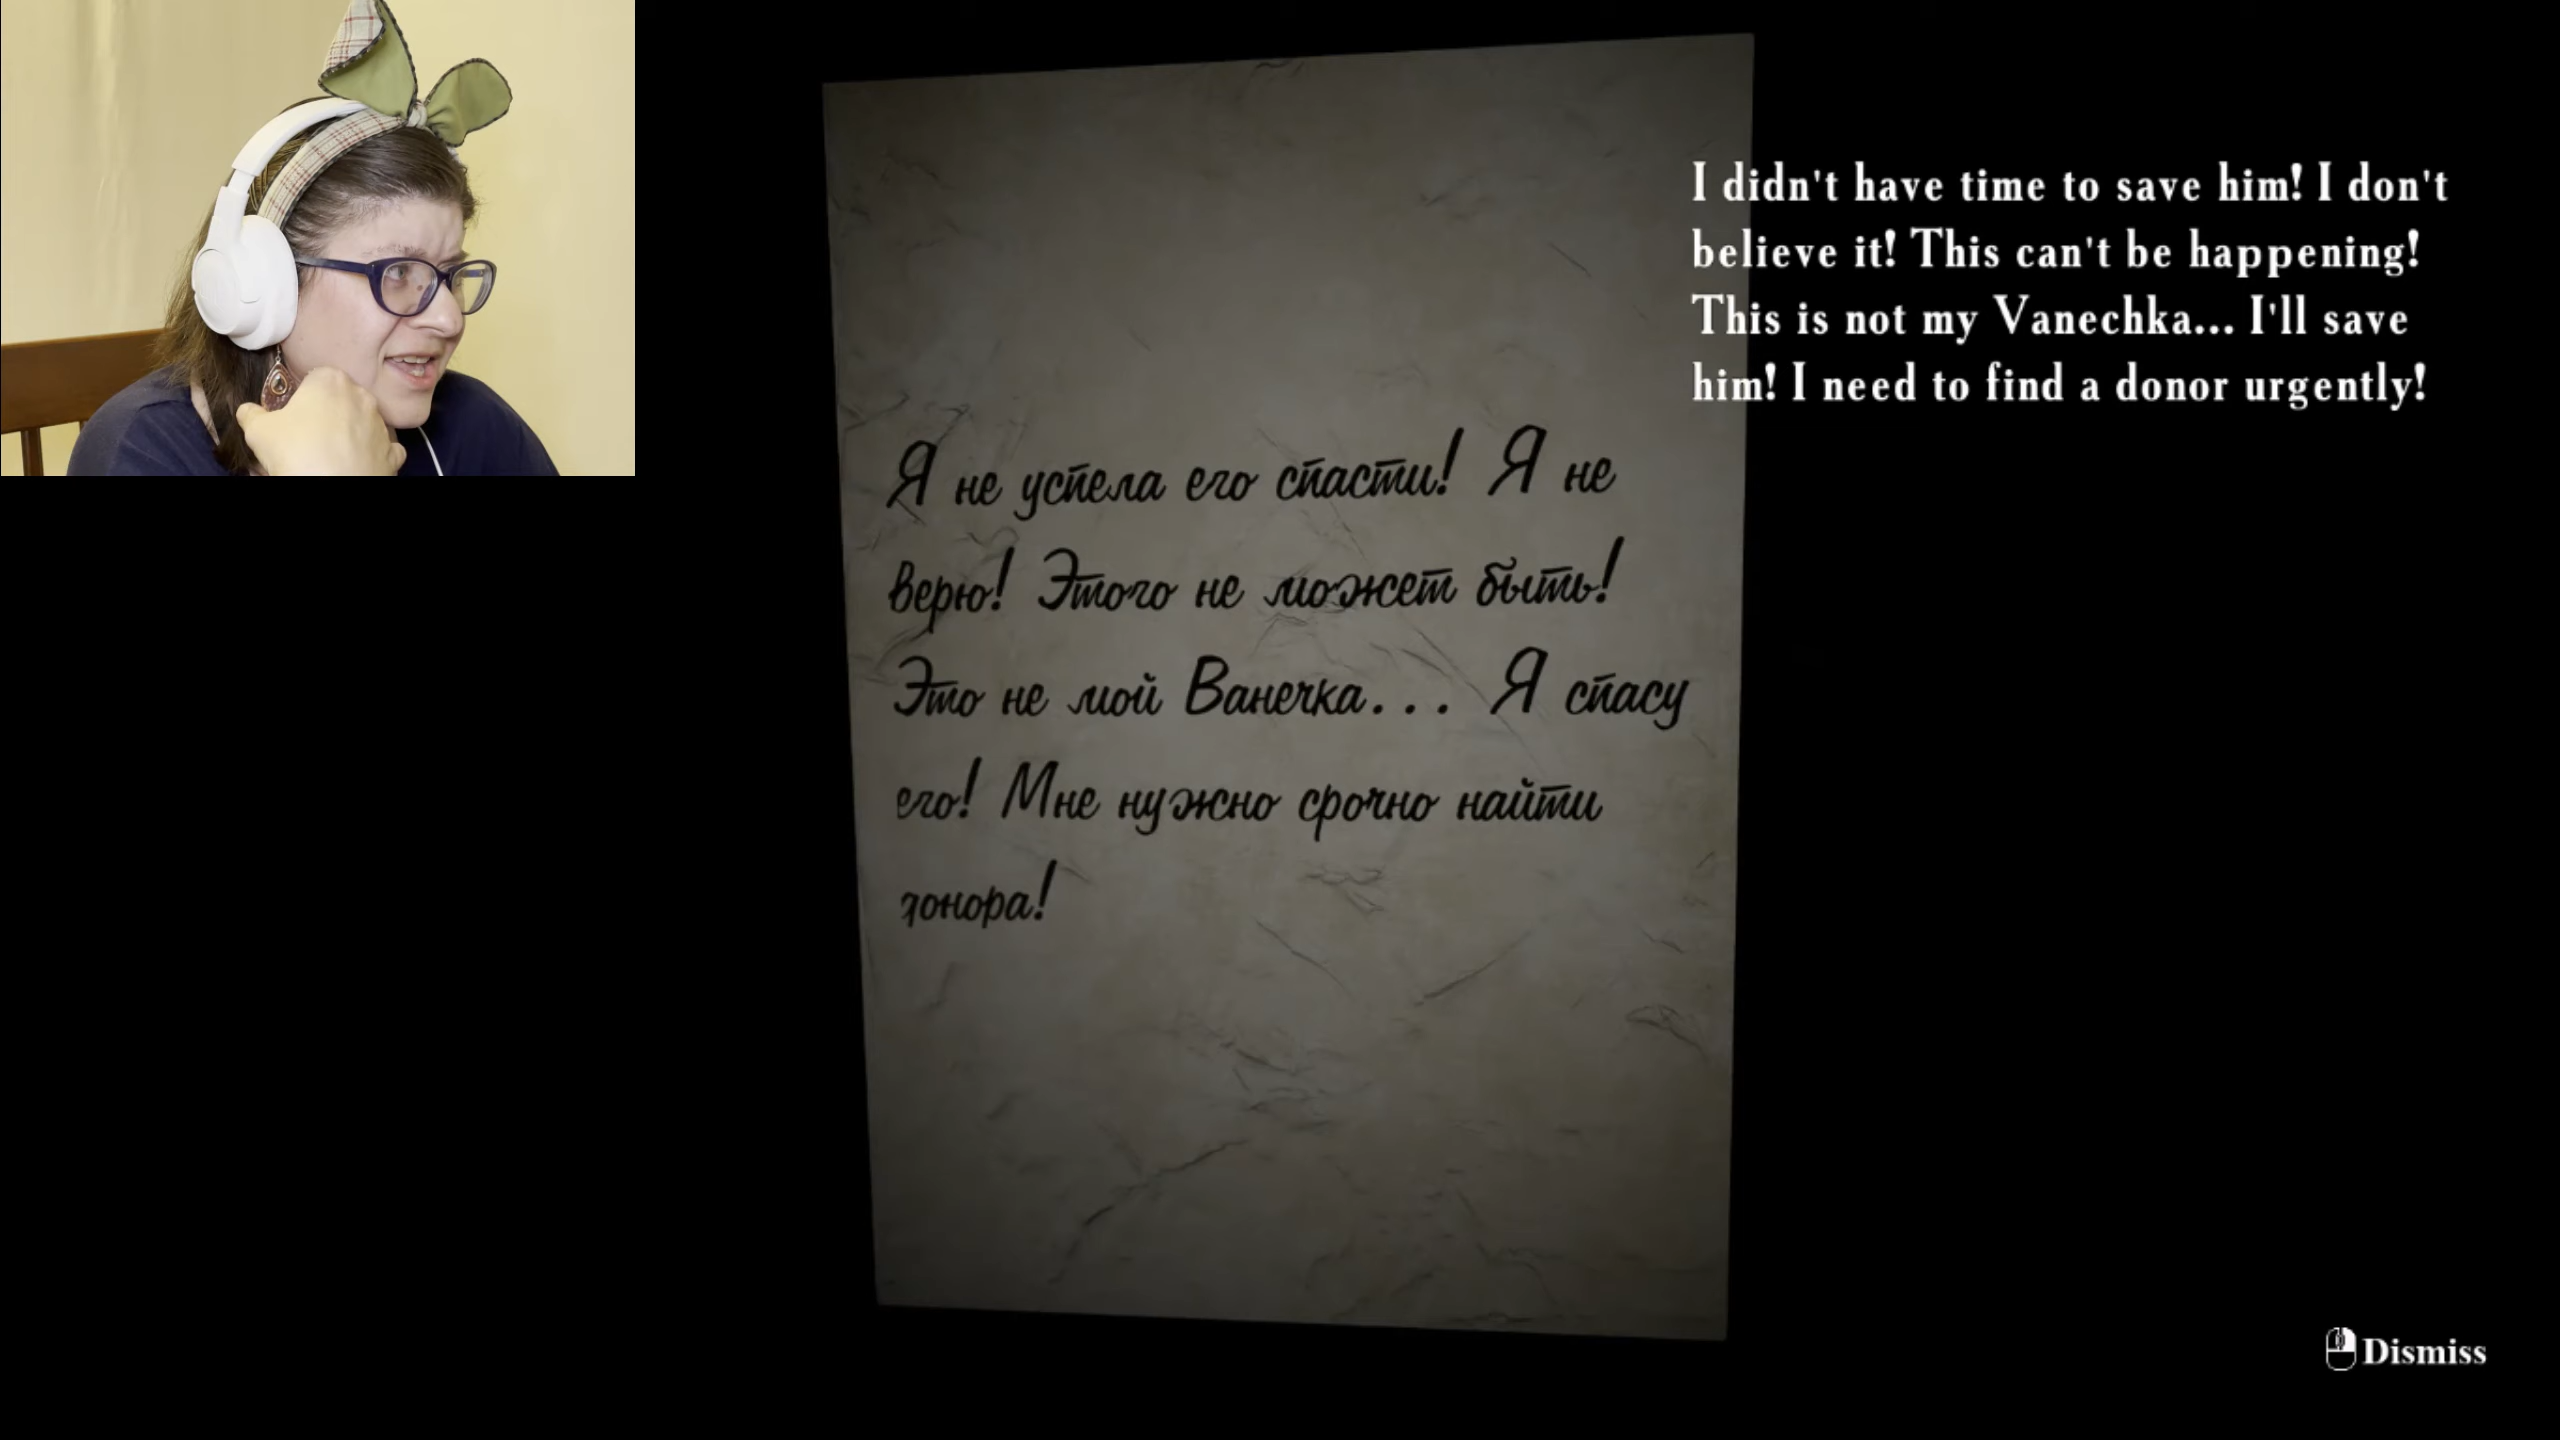 I didn't have time to save him! I don't
believe it! This can't be happening!
This is not my Vanechka... I'll save
him! I need to find a donor urgently!
Я не успела его спасти! Я не
верю! Этого не может быть!
Это не мой Ванечка... Я спасу
его! Мне нужно срочно найти
донора!
Dismiss